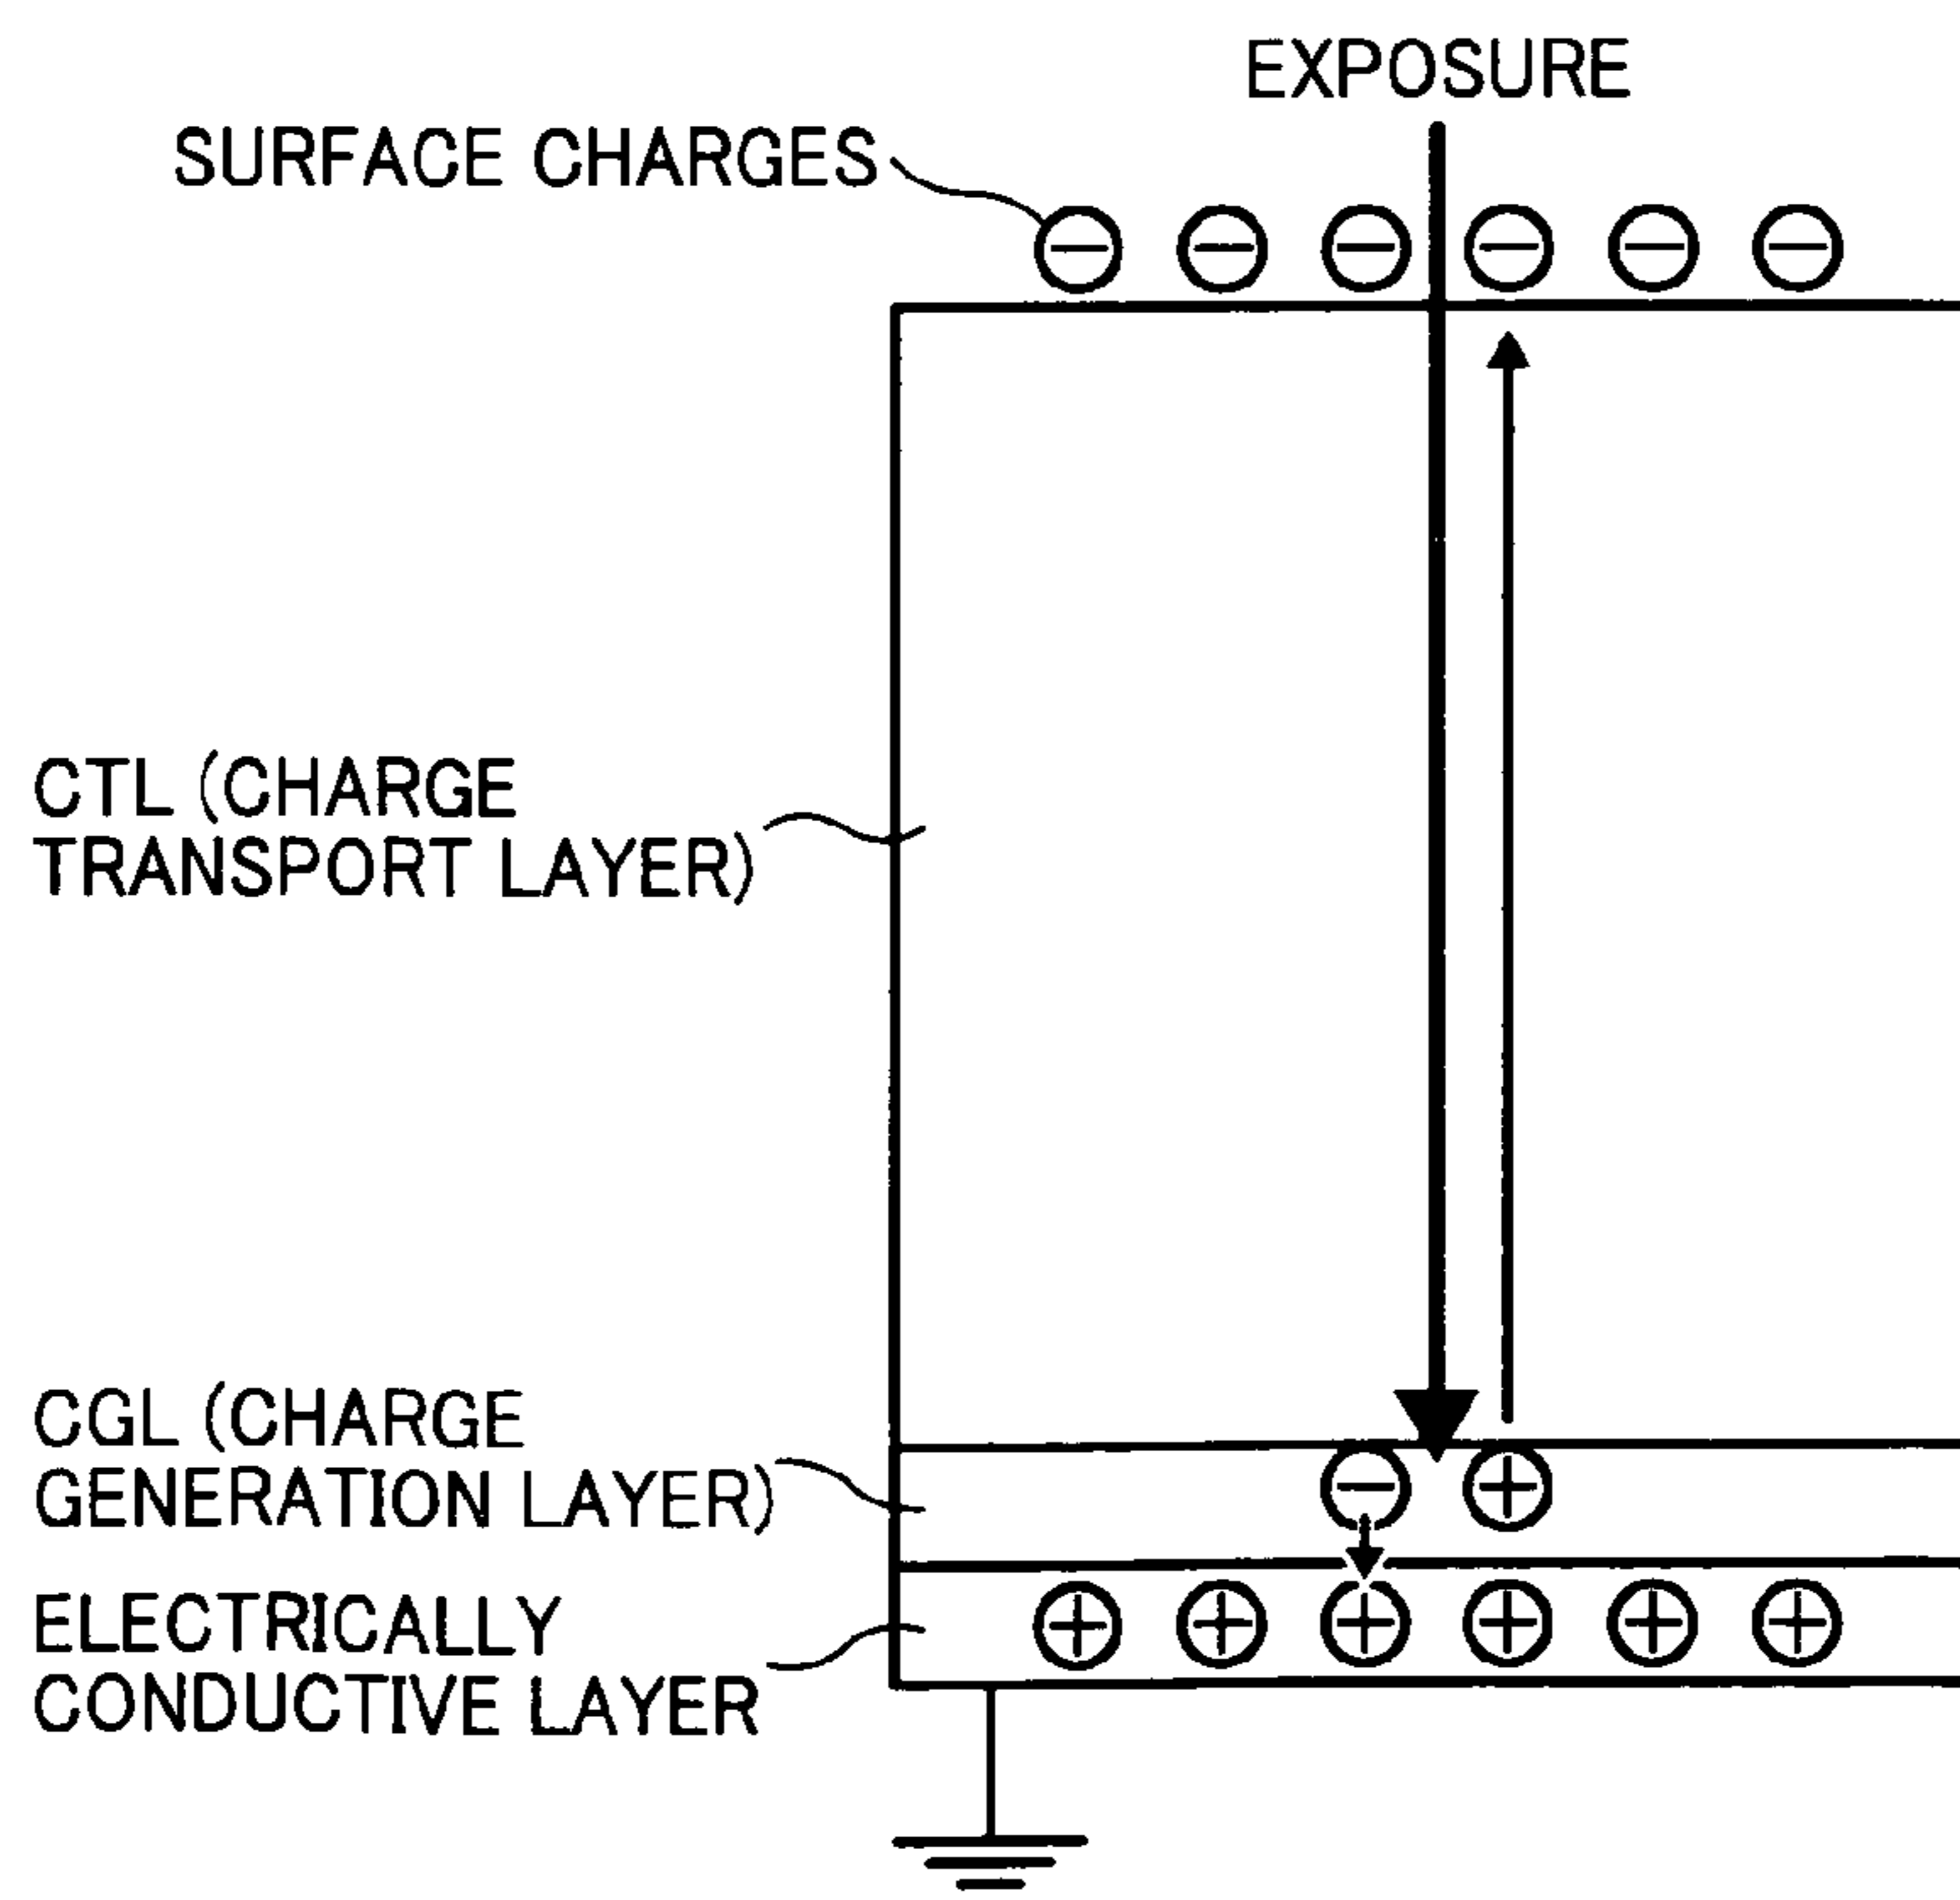 EXPOSURE
SURFACE CHARGES
CTL (CHARGE
TRANSPORT LAYER)
CGL (CHARGE
GENERATION LAYER)
ELECTRICALLY
CONDUCTIVE LAYER